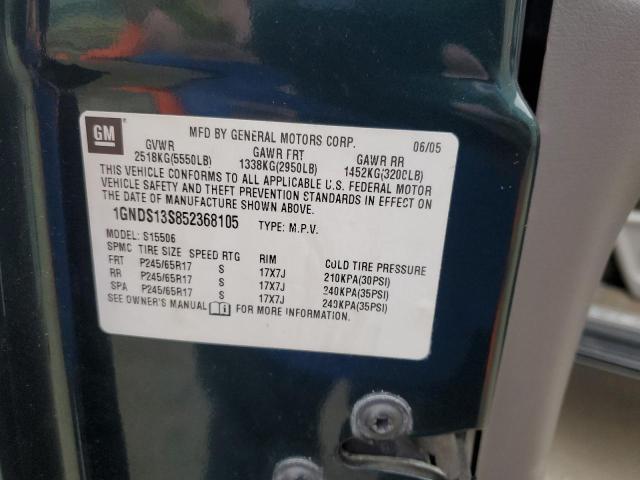 GM
MFD BY GENERAL MOTORS CORP. 06/05
GVWR GAWR FRT GAWR RR
2518KG(5550LB) 1338KG(2950LB) 1452KG(3200LB)
THIS VEHICLE CONFORMS TO ALL APPLICABLE U.S. FEDERAL MOTOR
VEHICLE SAFETY AND THEFT PREVENTION STANDARDS IN EFFECT ON
THE DATE OF MANUFACTURE SHOWN ABOVE.
1GNDS13S852368105 TYPE: M.P.V.
MODEL: S15506
SPMC TIRE SIZE SPEED RTG RIM COLD TIRE PRESSURE
FRT P245/65R17 S 17X7J 210KPA(30PSI)
RR P245/65R17 S 17X7J 240KPA(35PSI)
SPA P245/65R17 S 17X7J 240KPA(35PSI)
SEE OWNER'S MANUAL FOR MORE INFORMATION.